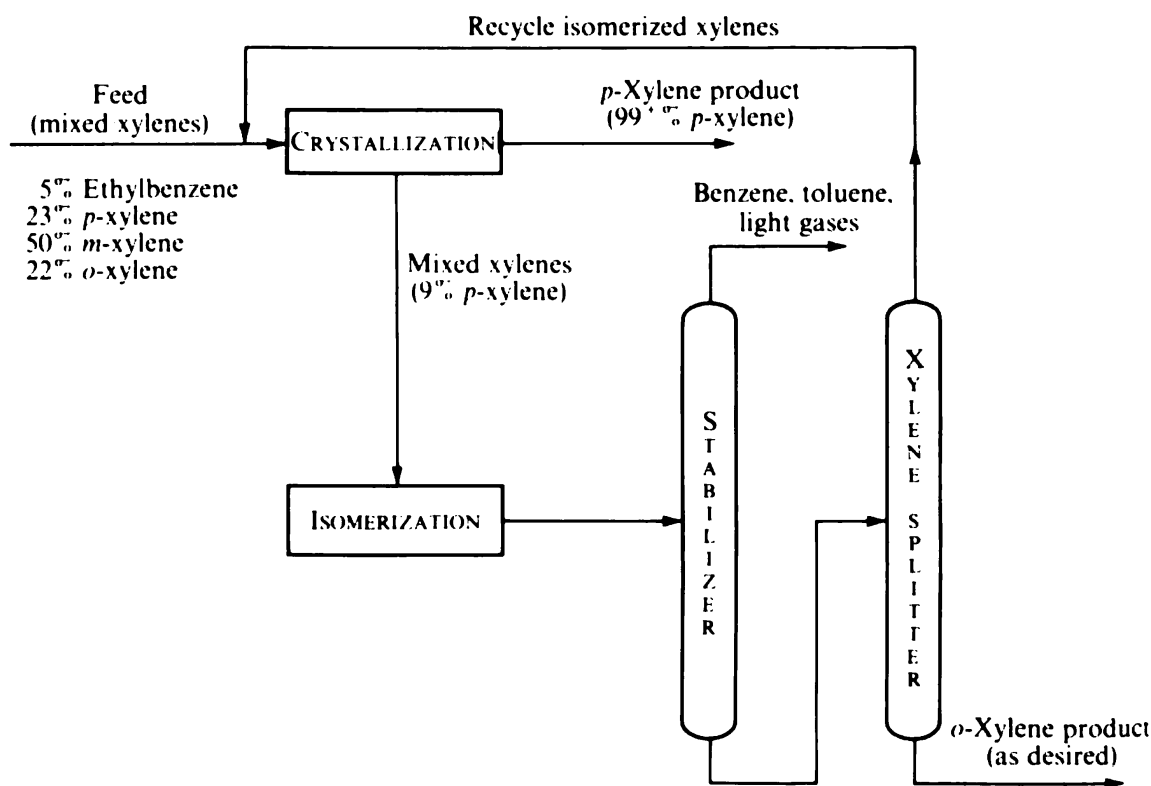 Recycle isomerized xylenes
Feed
(mixed xylenes)
CRYSTALLIZATION
p-Xylene product
(99+% p-xylene)
5% Ethylbenzene
23% p-xylene
50% m-xylene
22% o-xylene
Mixed xylenes
(9% p-xylene)
Benzene, toluene,
light gases
ISOMERIZATION
STABILIZER
XYLENE SPLITTER
o-Xylene product
(as desired)